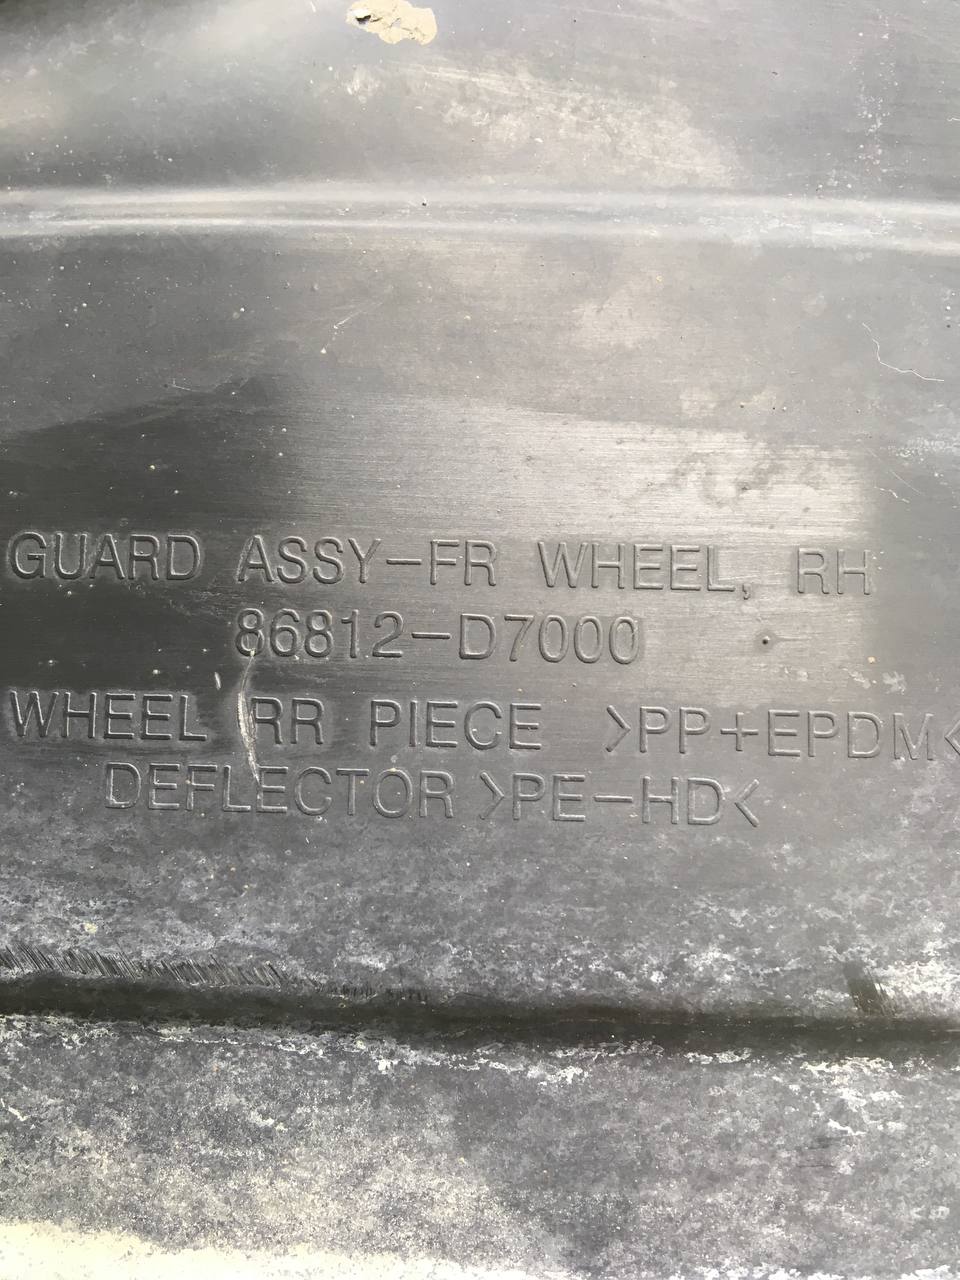 GUARD ASSY-FR WHEEL, RH
86812-D7000
WHEEL RR PIECE >PP+EPDM<
DEFLECTOR >PE-HD<